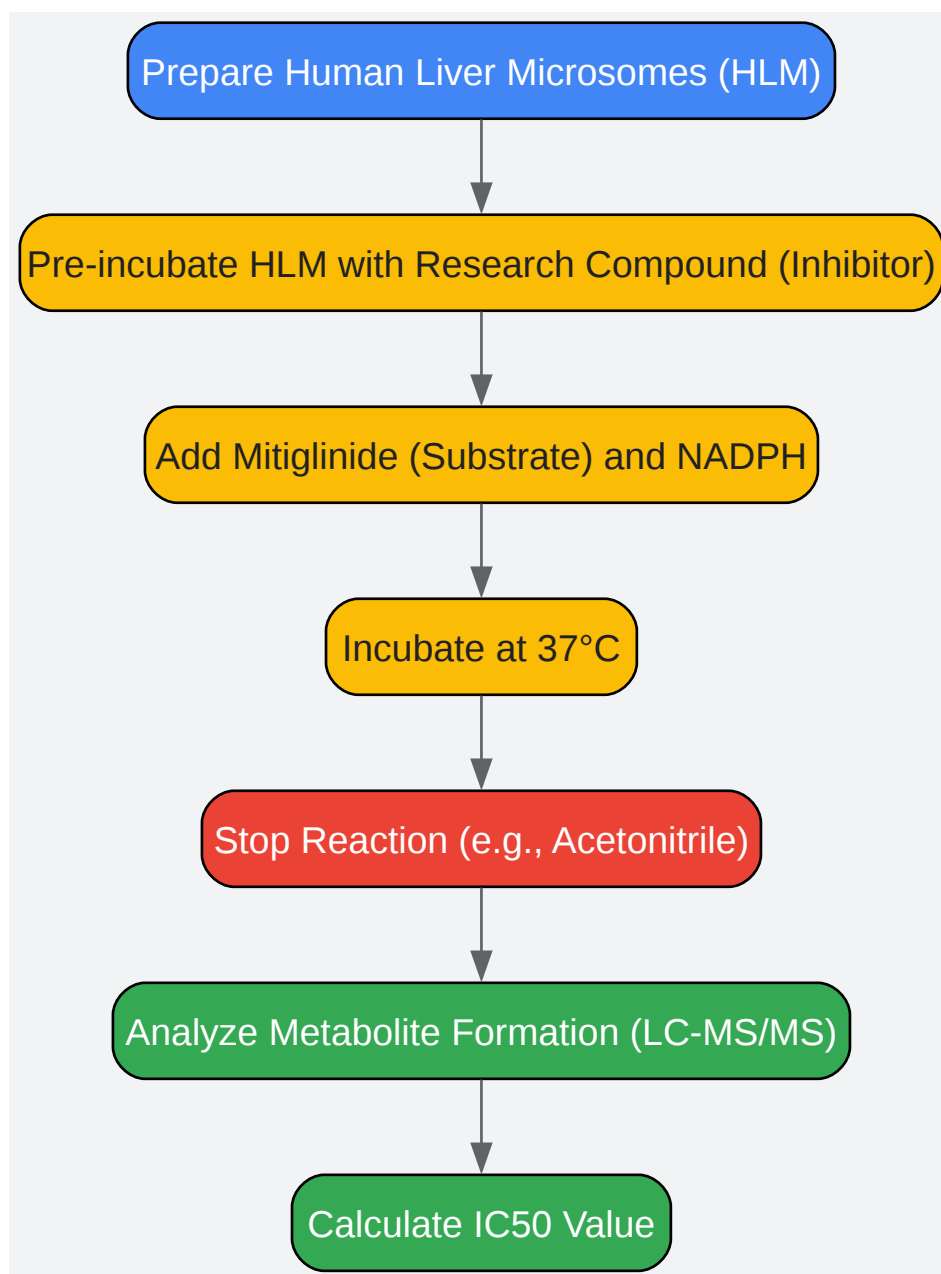 Prepare Human Liver Microsomes (HLM)
Pre-incubate HLM with Research Compound (Inhibitor)
Add Mitiglinide (Substrate) and NADPH
Incubate at 37°C
Stop Reaction (e.g., Acetonitrile)
Analyze Metabolite Formation (LC-MS/MS)
Calculate IC50 Value